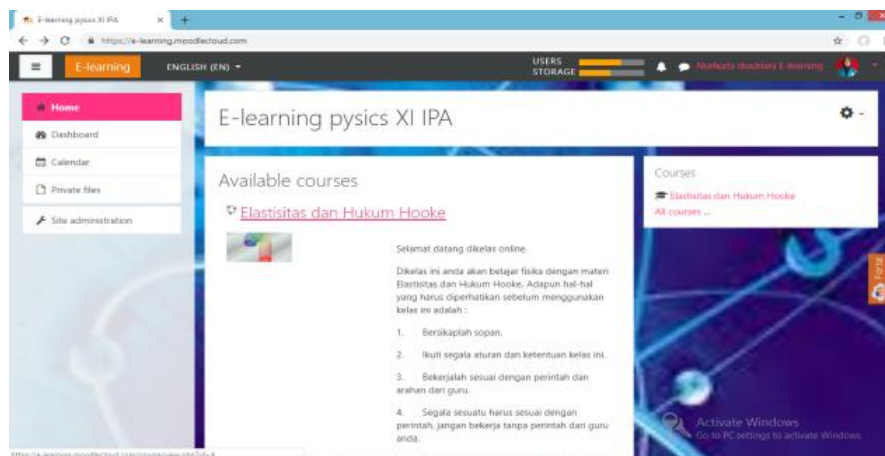 E-learning pysics XI IPA
https://e-learning.moodlecloud.com
E-learning
ENGLISH (EN)
USERS
STORAGE
E-learning
Home
Dashboard
Calendar
Private files
Site administration
E-learning pysics XI IPA
Available courses
Elastisitas dan Hukum Hooke
Selamat datang dikelas online.
Dikelas ini anda akan belajar fisika dengan materi
Elastisitas dan Hukum Hooke. Adapun hal-hal
yang harus diperhatikan sebelum menggunakan
kelas ini adalah :
1. Bersikaplah sopan.
2. Ikuti segala aturan dan ketentuan kelas ini.
3. Bekerjalah sesuai dengan perintah dan
arahan dari guru.
4. Segala sesuatu harus sesuai dengan
perintah, jangan bekerja tanpa perintah dari guru
anda.
Courses
Elastisitas dan Hukum Hooke
All courses ...
Portal
Activate Windows
Go to PC settings to activate Windows.